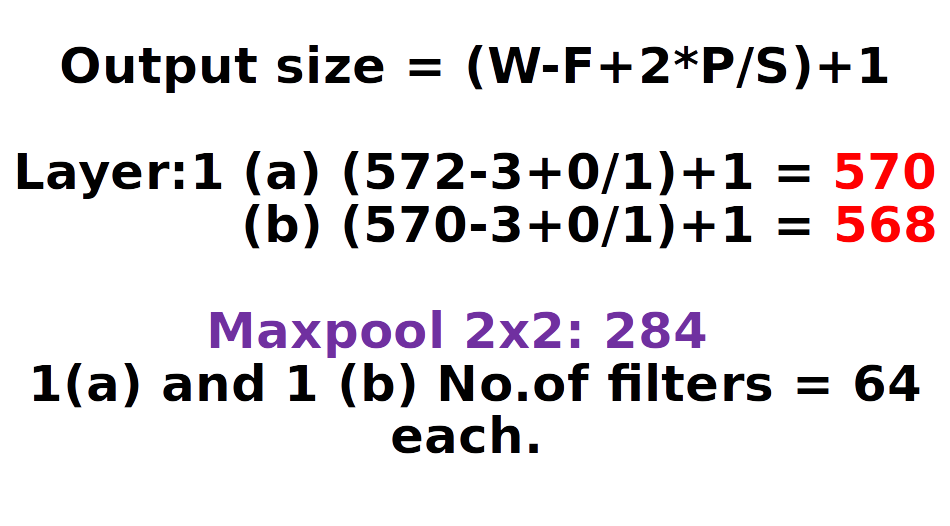 Output size = (W-F+2*P/S)+1
Layer:1 (a) (572-3+0/1)+1 = 570
(b) (570-3+0/1)+1 = 568
Maxpool 2x2: 284
1(a) and 1 (b) No.of filters = 64
each.